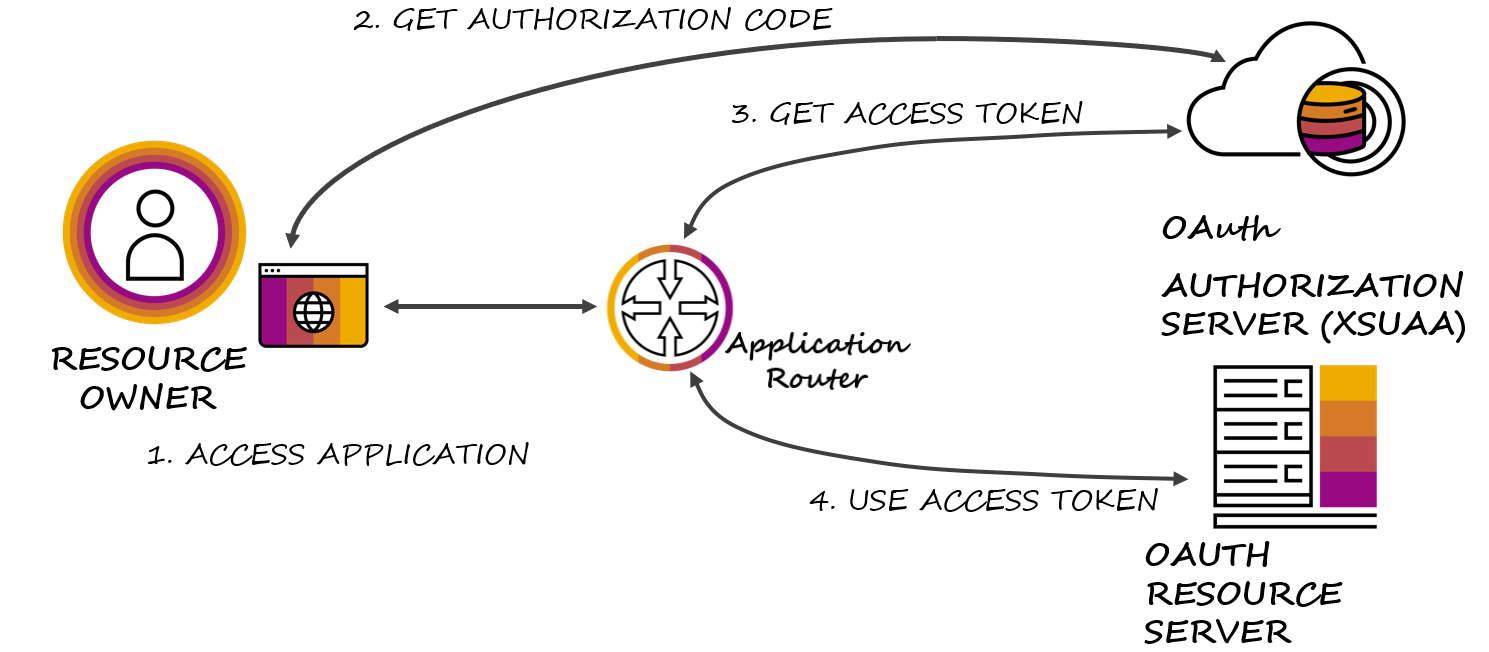 2. GET AUTHORIZATION CODE
3. GET ACCESS TOKEN
OAuth
AUTHORIZATION
SERVER (XSUAA)
RESOURCE
OWNER
Application
Router
1. ACCESS APPLICATION
4. USE ACCESS TOKEN
OAUTH
RESOURCE
SERVER